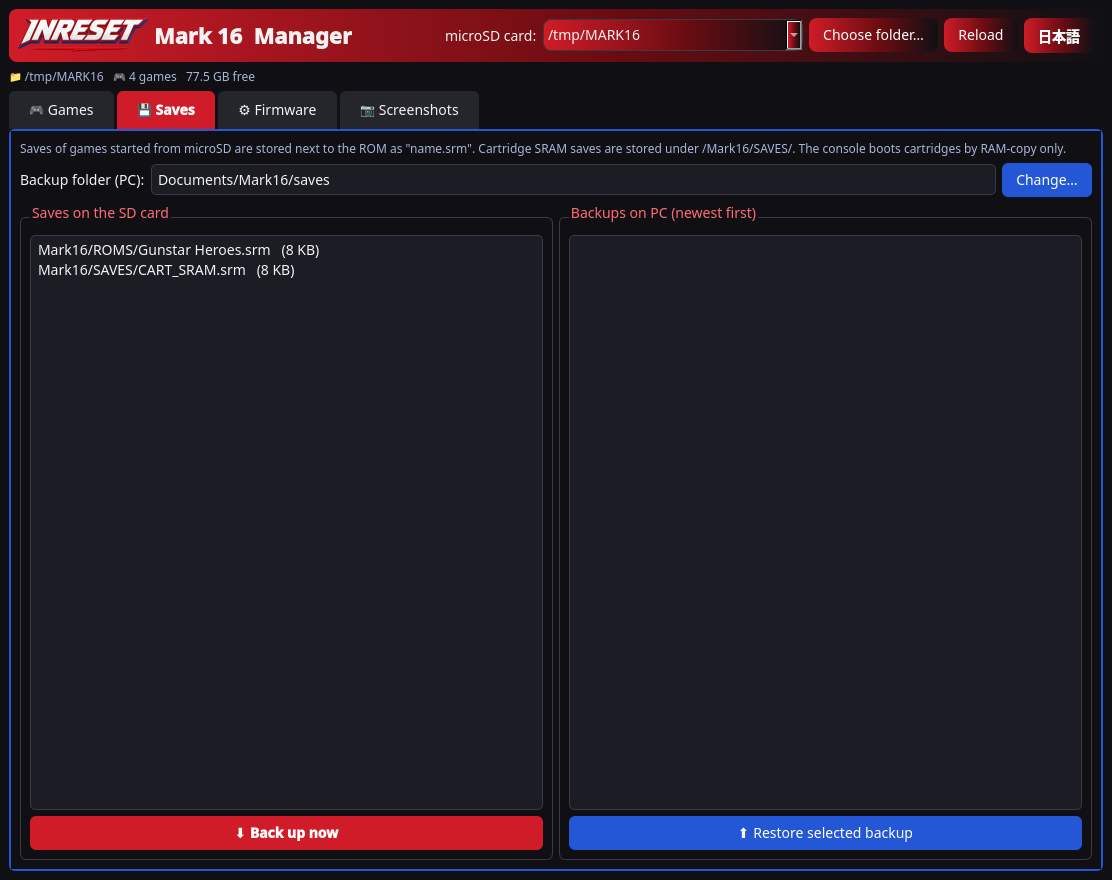 INRESET Mark 16 Manager microSD card: /tmp/MARK16 Choose folder... Reload 日本語
/tmp/MARK16 4 games 77.5 GB free
Games Saves Firmware Screenshots
Saves of games started from microSD are stored next to the ROM as "name.srm". Cartridge SRAM saves are stored under /Mark16/SAVES/. The console boots cartridges by RAM-copy only.
Backup folder (PC): Documents/Mark16/saves Change...
Saves on the SD card
Mark16/ROMS/Gunstar Heroes.srm (8 KB)
Mark16/SAVES/CART_SRAM.srm (8 KB)
⬇ Back up now
Backups on PC (newest first)
⬆ Restore selected backup